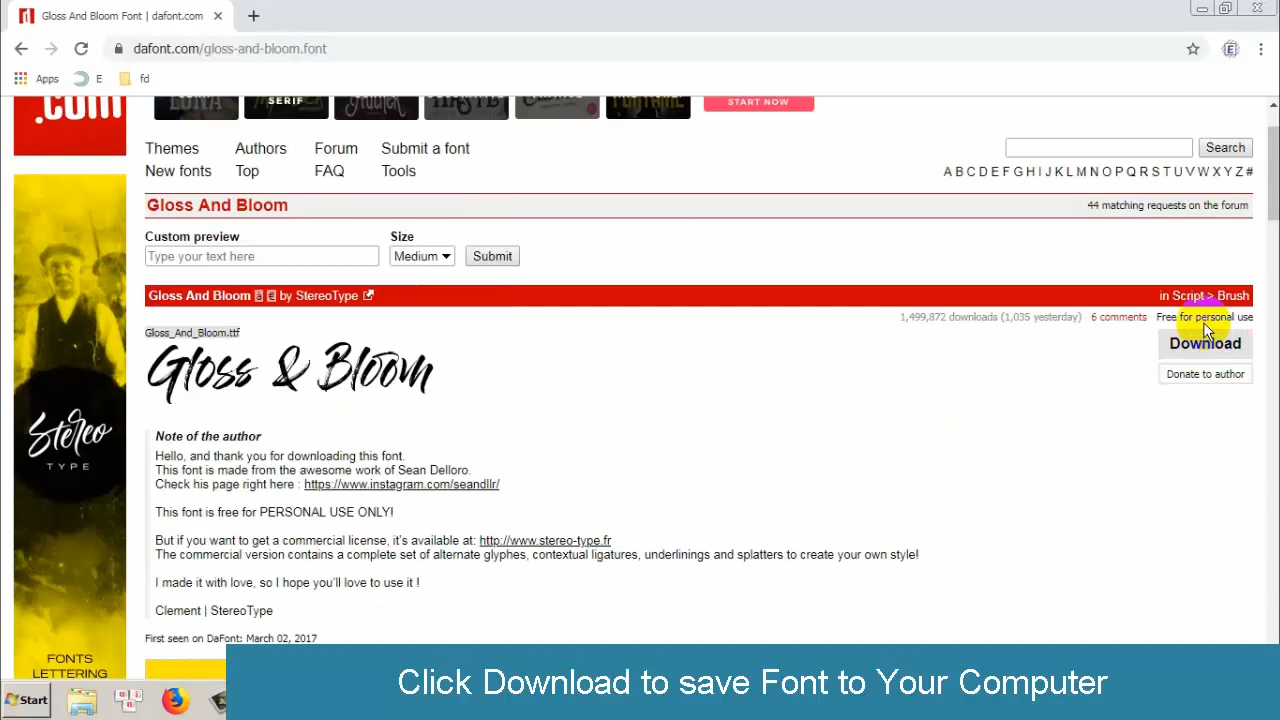 Gloss And Bloom Font | dafont.com
dafont.com/gloss-and-bloom.font
Apps E fd
.com
SERIF
START NOW
Themes Authors Forum Submit a font
Search
New fonts Top FAQ Tools
A B C D E F G H I J K L M N O P Q R S T U V W X Y Z #
Gloss And Bloom
44 matching requests on the forum
Custom preview Size
Type your text here Medium Submit
Gloss And Bloom à € by StereoType
in Script > Brush
1,499,872 downloads (1,035 yesterday) 6 comments Free for personal use
Gloss_And_Bloom.ttf
Download
Gloss & Bloom
Donate to author
Note of the author
Hello, and thank you for downloading this font.
This font is made from the awesome work of Sean Delloro.
Check his page right here : https://www.instagram.com/seandllr/
This font is free for PERSONAL USE ONLY!
But if you want to get a commercial license, it's available at: http://www.stereo-type.fr
The commercial version contains a complete set of alternate glyphes, contextual ligatures, underlinings and splatters to create your own style!
I made it with love, so I hope you'll love to use it !
Clement | StereoType
First seen on DaFont: March 02, 2017
Stereo
TYPE
FONTS
LETTERING
Start
Click Download to save Font to Your Computer